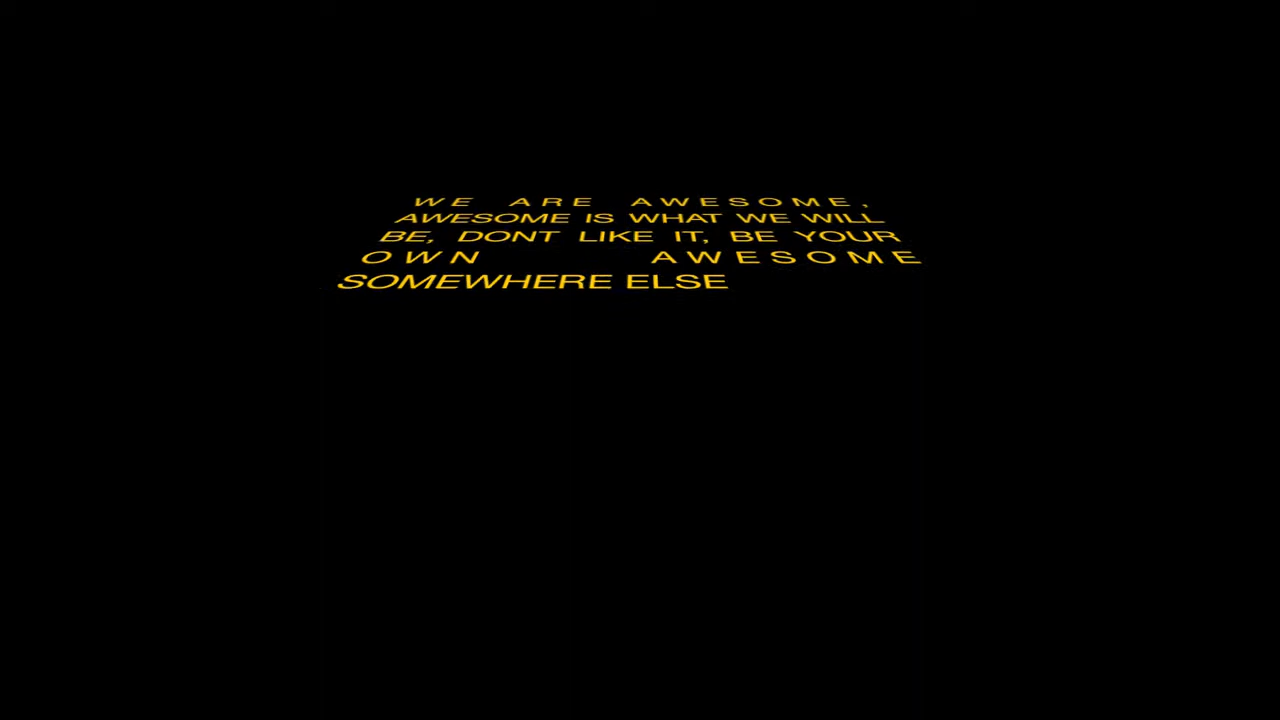 WE ARE AWESOME,
AWESOME IS WHAT WE WILL
BE, DONT LIKE IT, BE YOUR
OWN AWESOME
SOMEWHERE ELSE